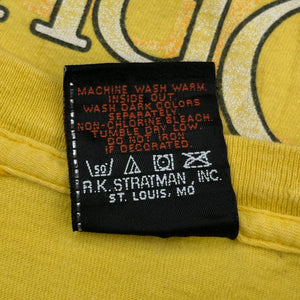 MACHINE WASH WARM,
INSIDE OUT
WASH DARK COLORS
SEPARATELY.
NON-CHLORINE BLEACH.
TUMBLE DRY LOW.
DO NOT IRON
IF DECORATED.
50°
R.K. STRATMAN, INC.
ST. LOUIS, MO